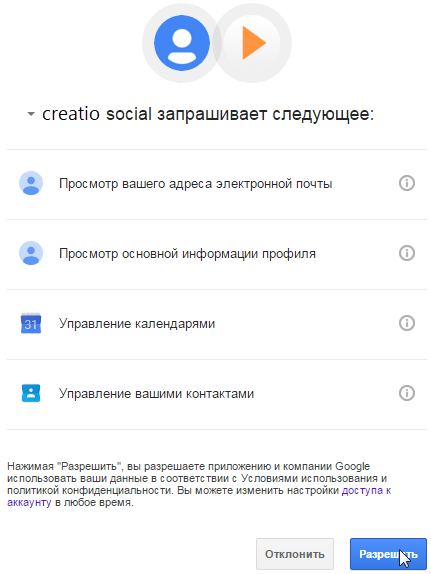 creatio social запрашивает следующее:
Просмотр вашего адреса электронной почты
Просмотр основной информации профиля
31
Управление календарями
Управление вашими контактами
Нажимая "Разрешить", вы разрешаете приложению и компании Google
использовать ваши данные в соответствии с Условиями использования и
политикой конфиденциальности. Вы можете изменить настройки доступа к
аккаунту в любое время.
Отклонить
Разрешить